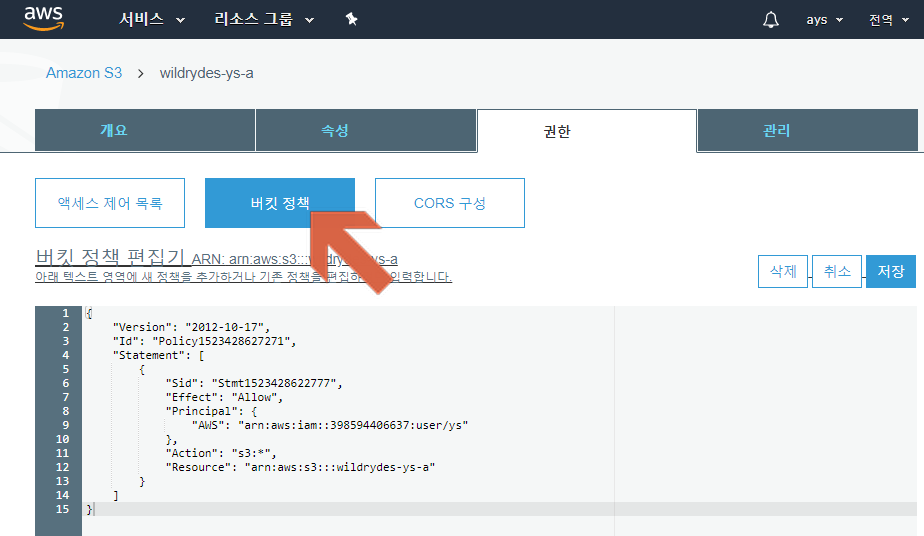 aws 서비스 리소스 그룹 ays 전역
Amazon S3 > wildrydes-ys-a
개요 속성 권한 관리
액세스 제어 목록 버킷 정책 CORS 구성
버킷 정책 편집기 ARN: arn:aws:s3:::wildrydes-ys-a
아래 텍스트 영역에 새 정책을 추가하거나 기존 정책을 편집하 입력합니다.
삭제 취소 저장
1 {
2 "Version": "2012-10-17",
3 "Id": "Policy1523428627271",
4 "Statement": [
5 {
6 "Sid": "Stmt1523428622777",
7 "Effect": "Allow",
8 "Principal": {
9 "AWS": "arn:aws:iam::398594406637:user/ys"
10 },
11 "Action": "s3:*",
12 "Resource": "arn:aws:s3:::wildrydes-ys-a"
13 }
14 ]
15 }